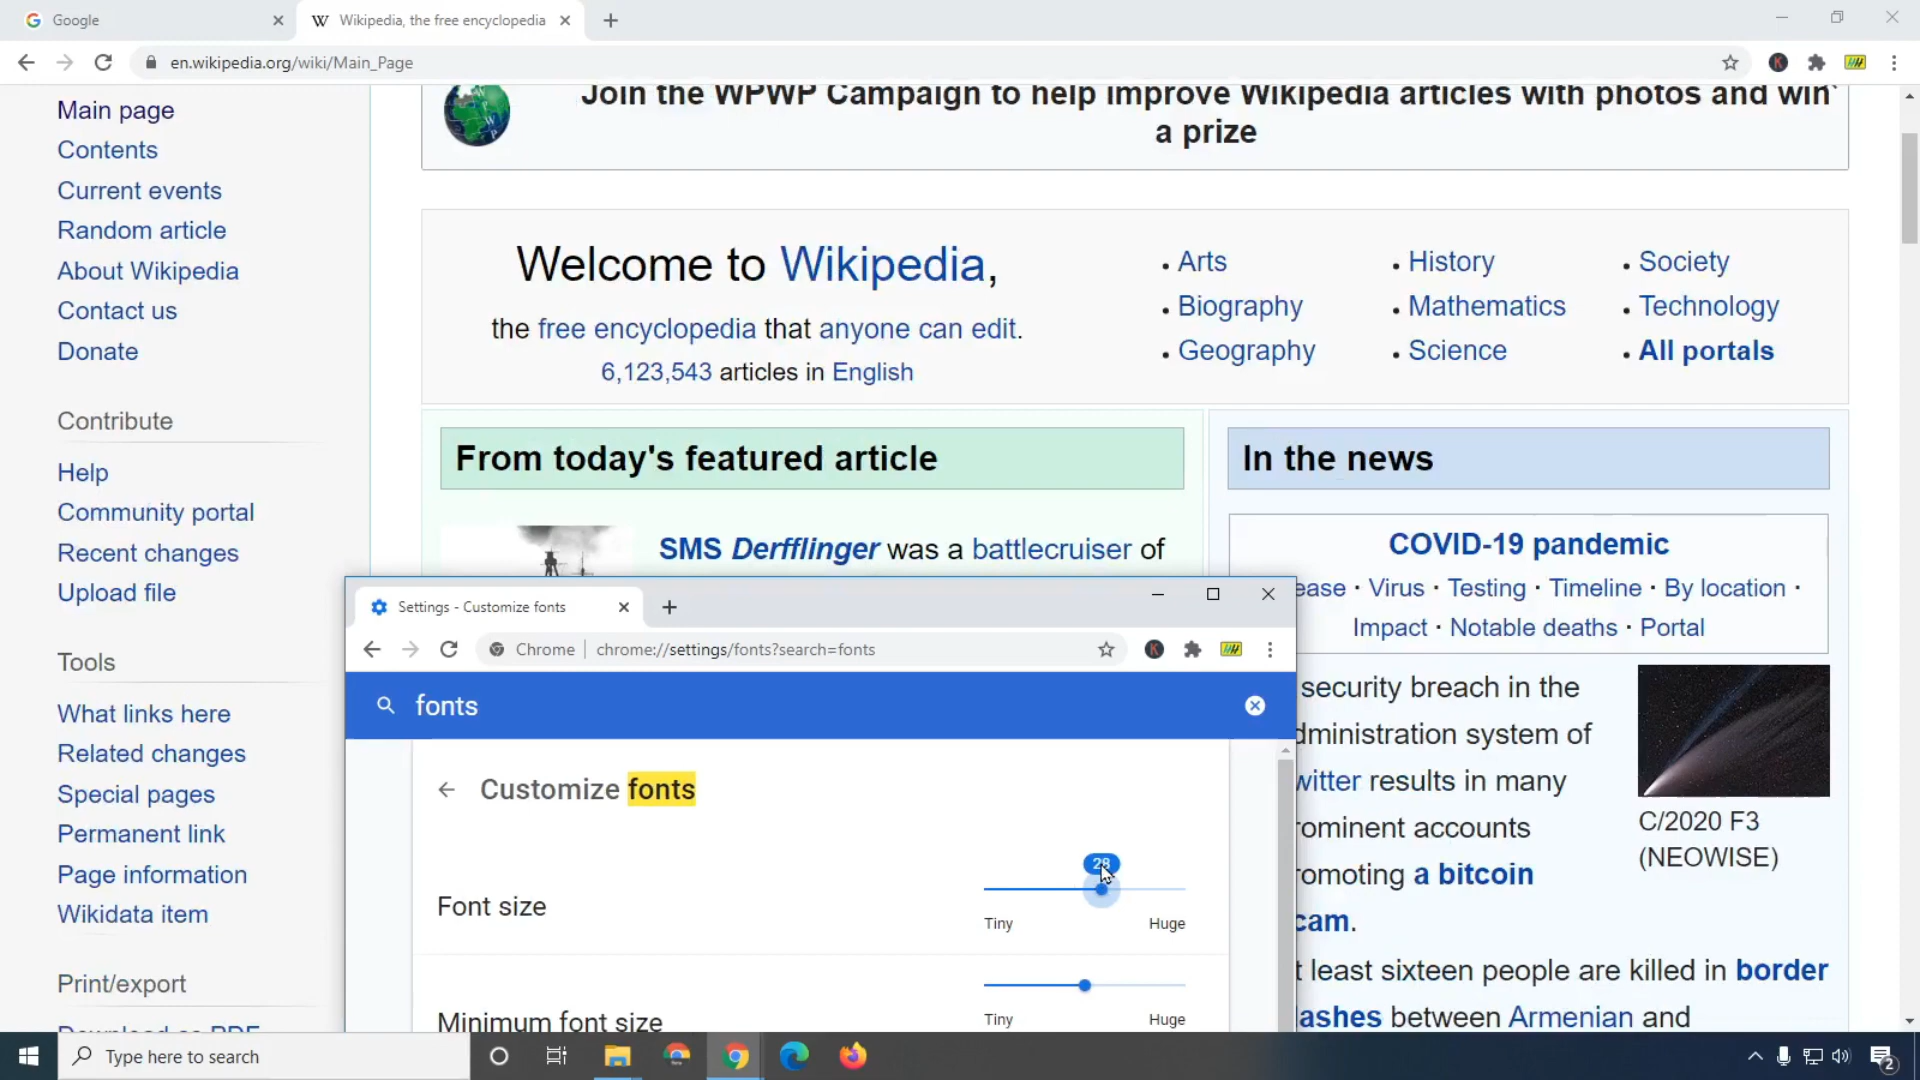 Google
Wikipedia, the free encyclopedia
en.wikipedia.org/wiki/Main_Page
Main page
Contents
Current events
Random article
About Wikipedia
Contact us
Donate
Contribute
Help
Community portal
Recent changes
Upload file
Tools
What links here
Related changes
Special pages
Permanent link
Page information
Wikidata item
Print/export
Download as PDF
Join the WPWP Campaign to help improve Wikipedia articles with photos and win
a prize
Welcome to Wikipedia,
the free encyclopedia that anyone can edit.
6,123,543 articles in English
Arts
Biography
Geography
History
Mathematics
Science
Society
Technology
All portals
From today's featured article
SMS Derfflinger was a battlecruiser of
In the news
COVID-19 pandemic
ease · Virus · Testing · Timeline · By location ·
Impact · Notable deaths · Portal
security breach in the
dministration system of
witter results in many
rominent accounts
romoting a bitcoin
cam.
C/2020 F3
(NEOWISE)
t least sixteen people are killed in border
lashes between Armenian and
Settings - Customize fonts
Chrome | chrome://settings/fonts?search=fonts
fonts
Customize fonts
28
Font size
Tiny Huge
Minimum font size
Tiny Huge
Type here to search
2